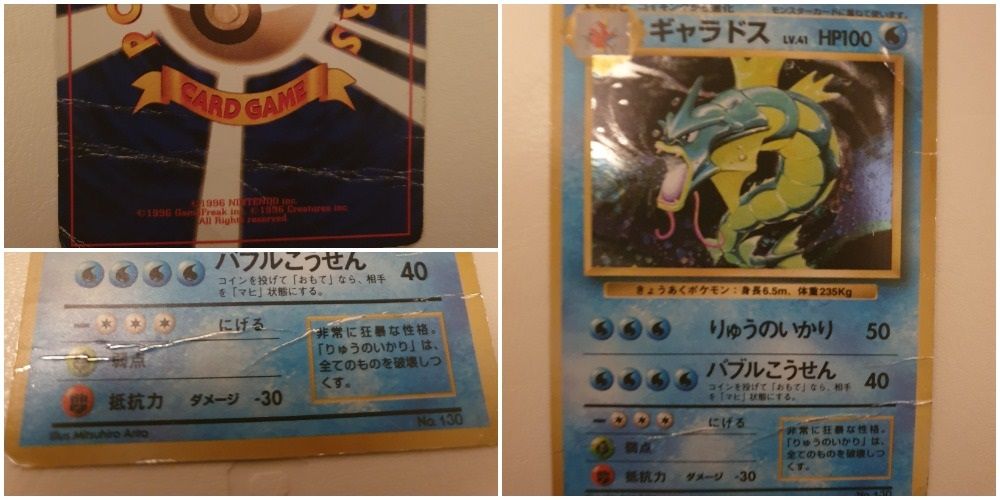 CARD GAME
©1996 NINTENDO inc.
©1996 GameFreak inc. ©1996 Creatures inc.
All Rights reserved
バブルこうせん 40
コインを投げて「おもて」なら、相手
を「マヒ」状態にする。
にげる
弱点
抵抗力 ダメージ -30
非常に狂暴な性格。
「りゅうのいかり」は、
全てのものを破壊しつ
くす。
Illus. Mitsuhiro Arita
No.130
ギャラドス LV.41 HP100
きょうあくポケモン:身長6.5m、体重235Kg
りゅうのいかり 50
バブルこうせん 40
コインを投げて「おもて」なら、相手
を「マヒ」状態にする。
にげる
弱点
抵抗力 ダメージ -30
非常に狂暴な性格。
「りゅうのいかり」は、
全てのものを破壊しつ
くす。